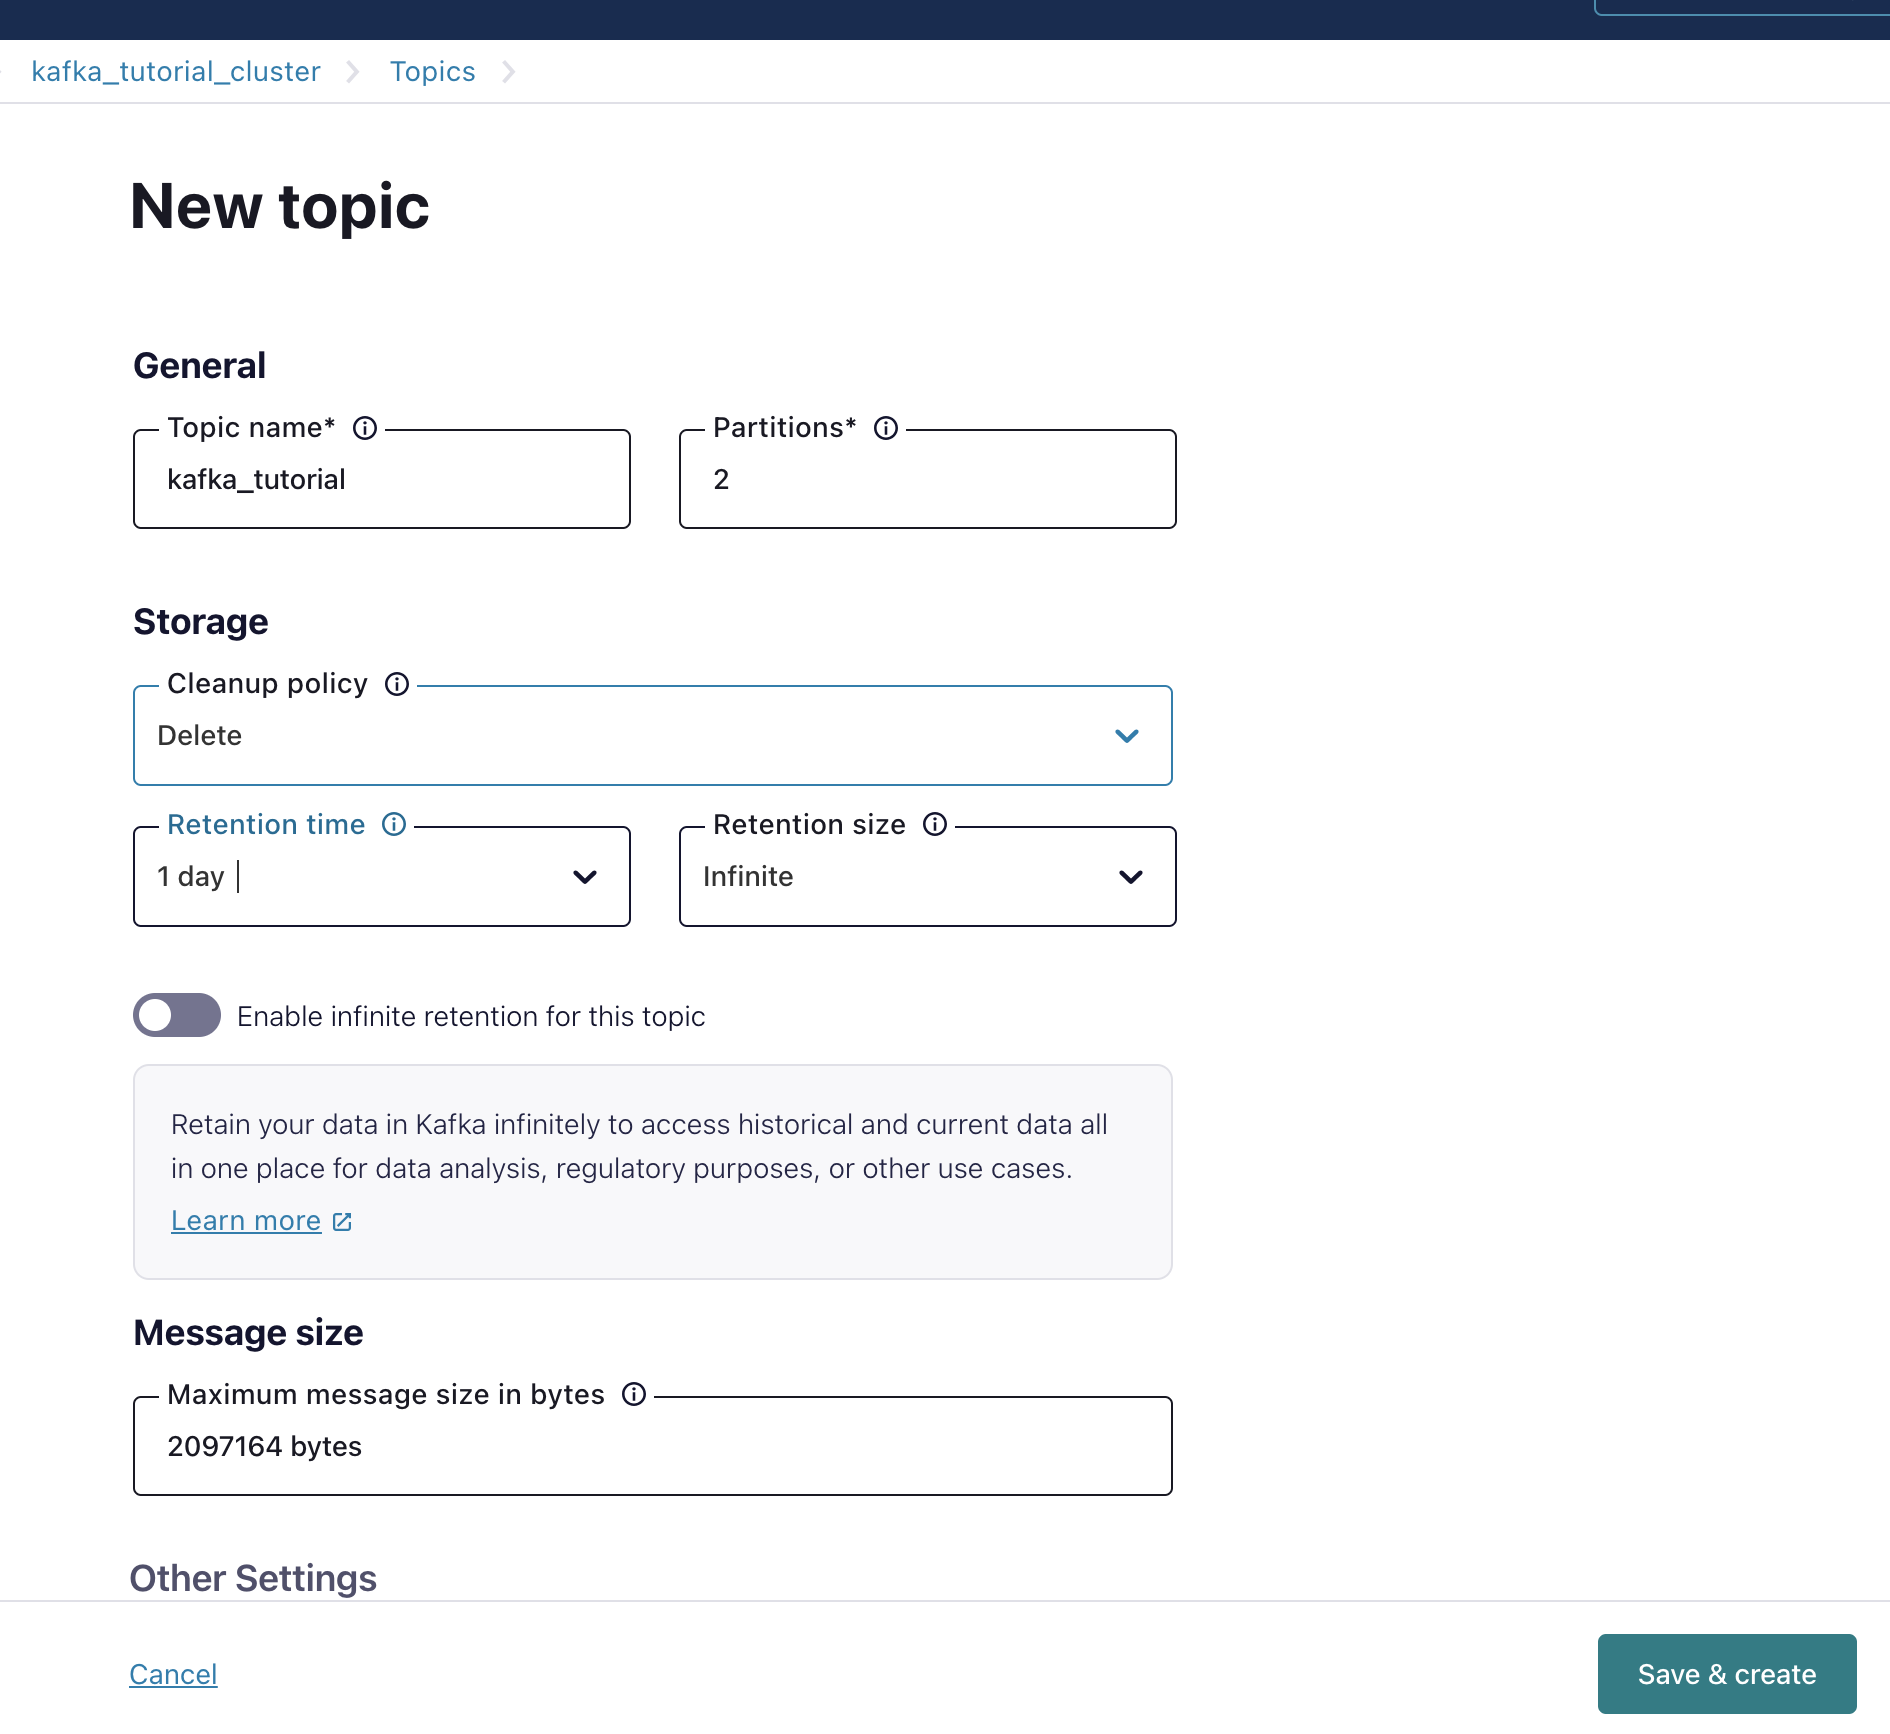 kafka_tutorial_cluster > Topics >
New topic
General
Topic name* Partitions*
kafka_tutorial 2
Storage
Cleanup policy
Delete
Retention time Retention size
1 day Infinite
Enable infinite retention for this topic
Retain your data in Kafka infinitely to access historical and current data all
in one place for data analysis, regulatory purposes, or other use cases.
Learn more
Message size
Maximum message size in bytes
2097164 bytes
Other Settings
Cancel Save & create